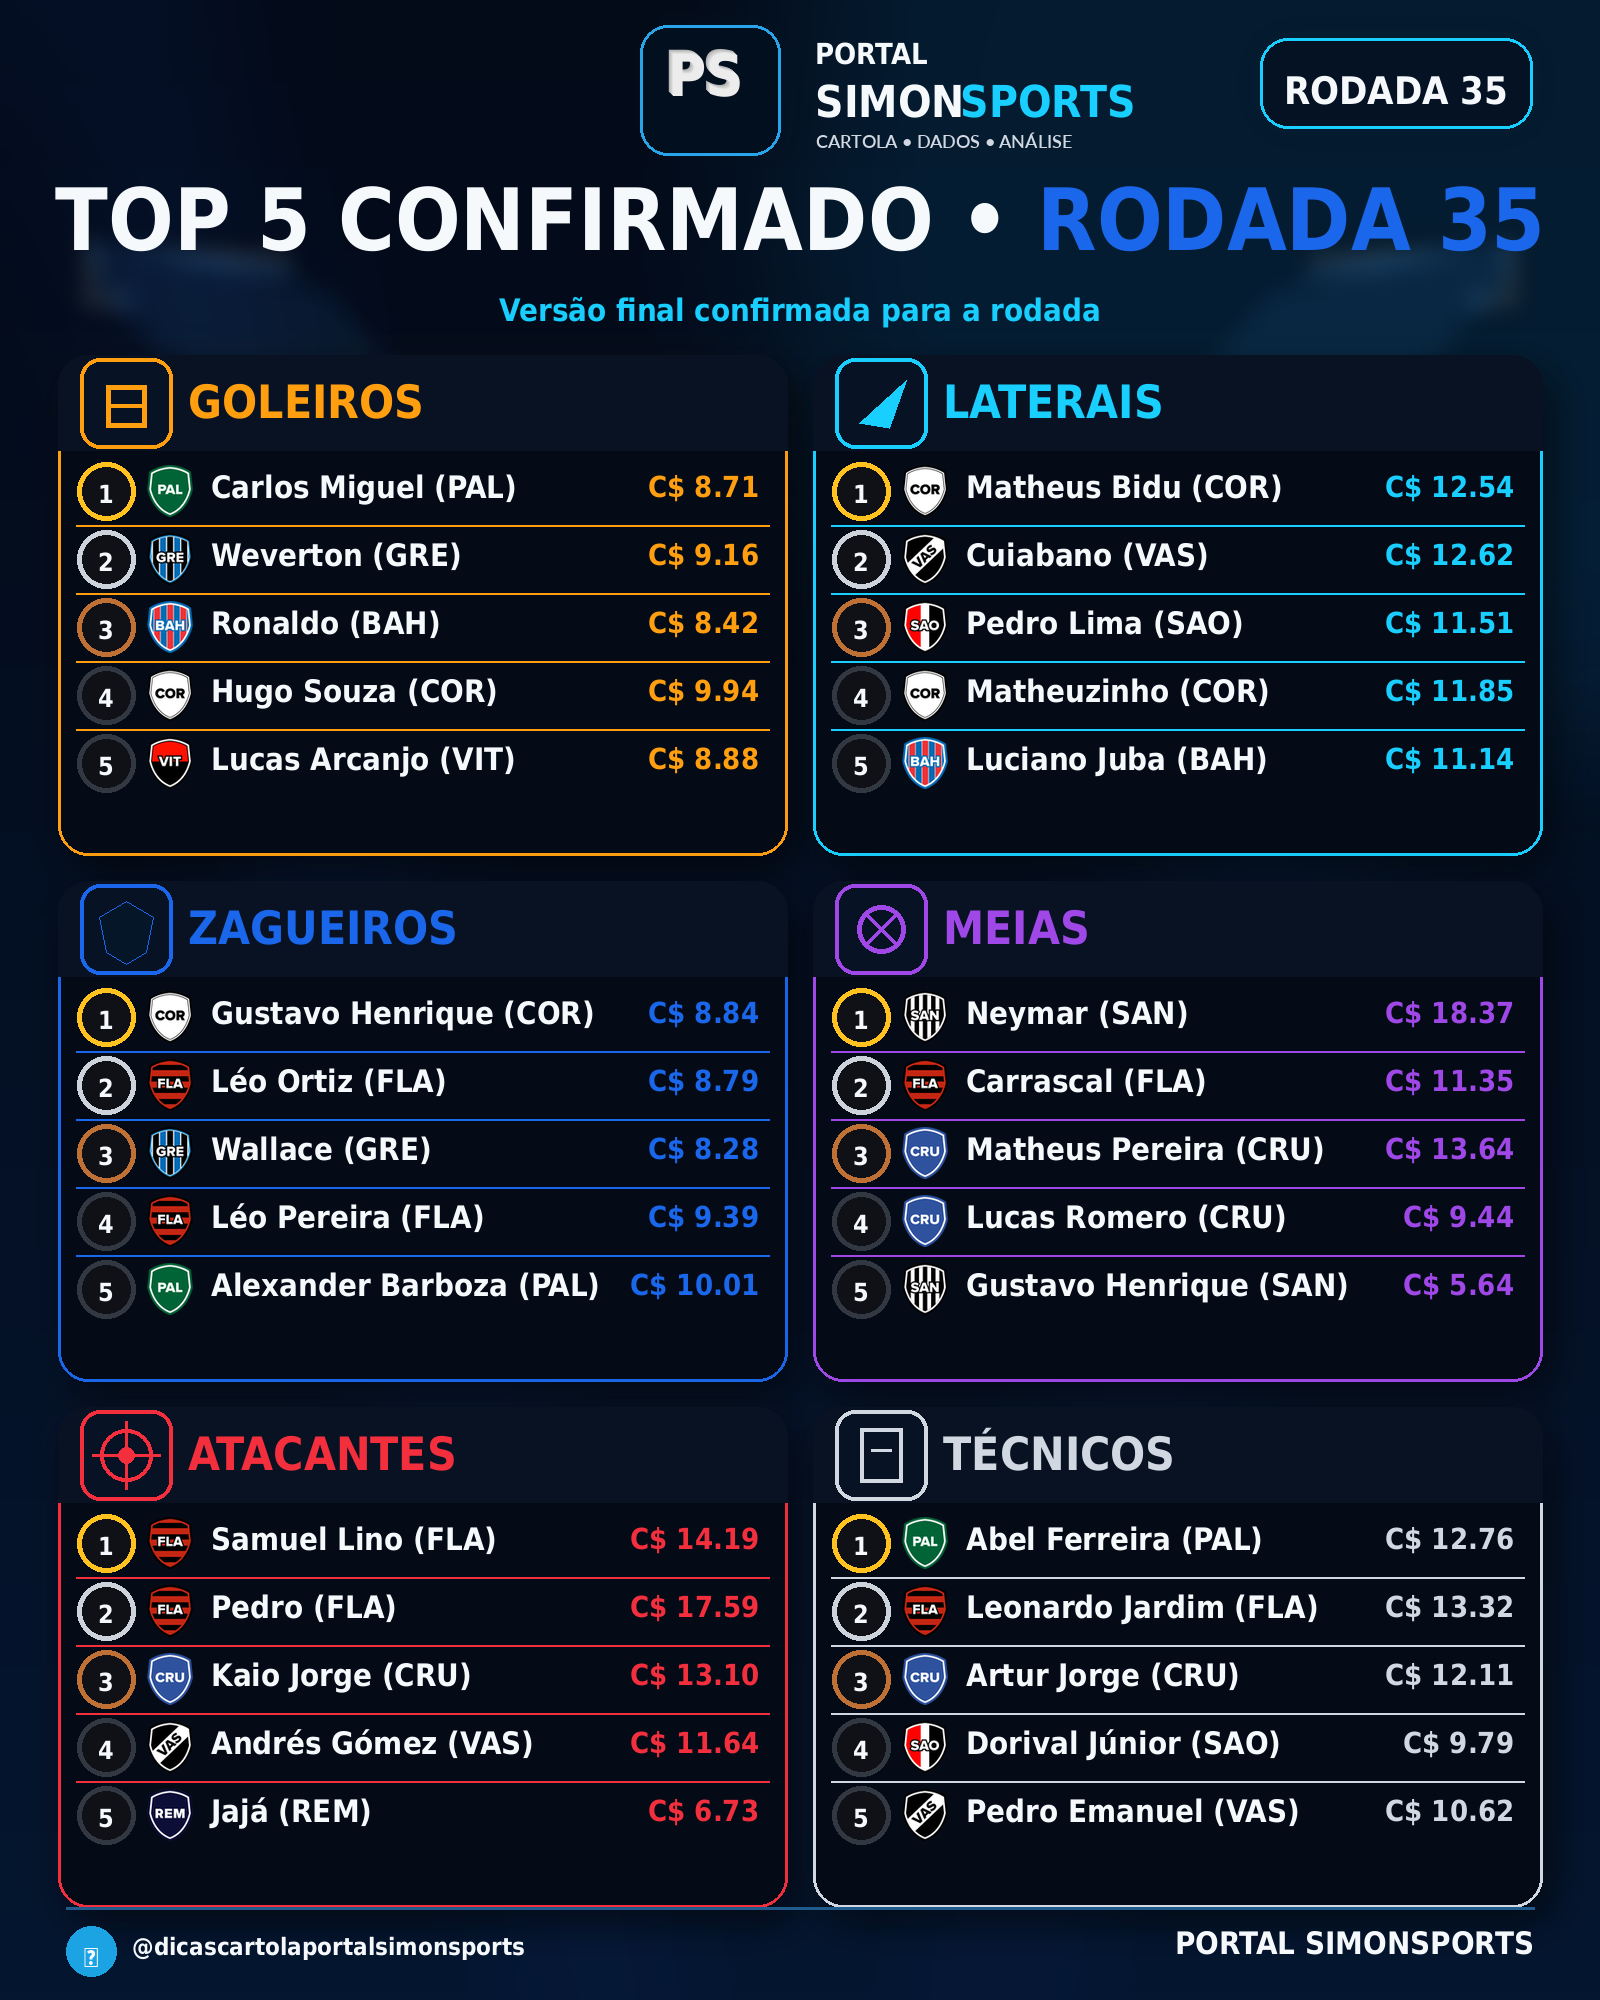 PS
PORTAL
SIMONSPORTS
CARTOLA • DADOS • ANÁLISE
RODADA 35
TOP 5 CONFIRMADO • RODADA 35
Versão final confirmada para a rodada
GOLEIROS
1 PAL Carlos Miguel (PAL) C$ 8.71
2 GRE Weverton (GRE) C$ 9.16
3 BAH Ronaldo (BAH) C$ 8.42
4 COR Hugo Souza (COR) C$ 9.94
5 VIT Lucas Arcanjo (VIT) C$ 8.88
LATERAIS
1 COR Matheus Bidu (COR) C$ 12.54
2 VAS Cuiabano (VAS) C$ 12.62
3 SAO Pedro Lima (SAO) C$ 11.51
4 COR Matheuzinho (COR) C$ 11.85
5 BAH Luciano Juba (BAH) C$ 11.14
ZAGUEIROS
1 COR Gustavo Henrique (COR) C$ 8.84
2 FLA Léo Ortiz (FLA) C$ 8.79
3 GRE Wallace (GRE) C$ 8.28
4 FLA Léo Pereira (FLA) C$ 9.39
5 PAL Alexander Barboza (PAL) C$ 10.01
MEIAS
1 SAN Neymar (SAN) C$ 18.37
2 FLA Carrascal (FLA) C$ 11.35
3 CRU Matheus Pereira (CRU) C$ 13.64
4 CRU Lucas Romero (CRU) C$ 9.44
5 SAN Gustavo Henrique (SAN) C$ 5.64
ATACANTES
1 FLA Samuel Lino (FLA) C$ 14.19
2 FLA Pedro (FLA) C$ 17.59
3 CRU Kaio Jorge (CRU) C$ 13.10
4 VAS Andrés Gómez (VAS) C$ 11.64
5 REM Jajá (REM) C$ 6.73
TÉCNICOS
1 PAL Abel Ferreira (PAL) C$ 12.76
2 FLA Leonardo Jardim (FLA) C$ 13.32
3 CRU Artur Jorge (CRU) C$ 12.11
4 SAO Dorival Júnior (SAO) C$ 9.79
5 VAS Pedro Emanuel (VAS) C$ 10.62
@dicascartolaportalsimonsports
PORTAL SIMONSPORTS